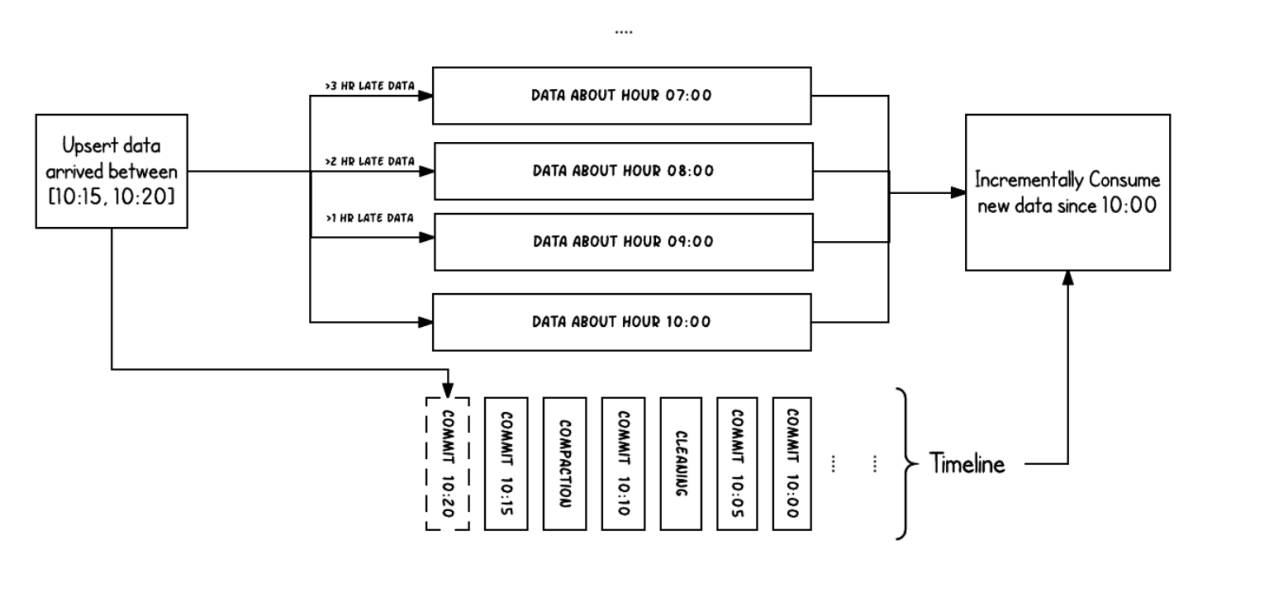 ....
>3 HR LATE DATA
DATA ABOUT HOUR 07:00
Upsert data
arrived between
[10:15, 10:20]
>2 HR LATE DATA
DATA ABOUT HOUR 08:00
>1 HR LATE DATA
DATA ABOUT HOUR 09:00
DATA ABOUT HOUR 10:00
Incrementally Consume
new data since 10:00
COMMIT 10:20
COMMIT 10:15
COMPACTION
COMMIT 10:10
CLEANING
COMMIT 10:05
COMMIT 10:00
Timeline